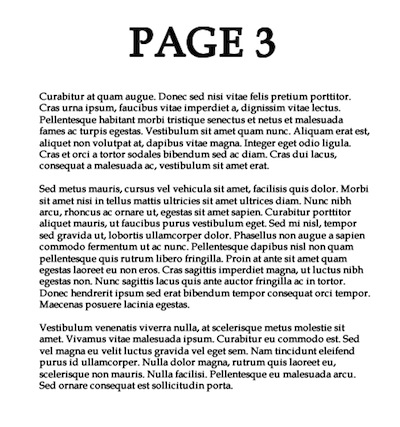 PAGE 3
Curabitur at quam augue. Donec sed nisi vitae felis pretium porttitor.
Cras urna ipsum, faucibus vitae imperdiet a, dignissim vitae lectus.
Pellentesque habitant morbi tristique senectus et netus et malesuada
fames ac turpis egestas. Vestibulum sit amet quam nunc. Aliquam erat est,
aliquet non volutpat at, dapibus vitae magna. Integer eget odio ligula.
Cras et orci a tortor sodales bibendum sed ac diam. Cras dui lacus,
consequat a malesuada ac, vestibulum sit amet erat.
Sed metus mauris, cursus vel vehicula sit amet, facilisis quis dolor. Morbi
sit amet nisi in tellus mattis ultricies sit amet ultrices diam. Nunc nibh
arcu, rhoncus ac ornare ut, egestas sit amet sapien. Curabitur porttitor
aliquet mauris, ut faucibus purus vestibulum eget. Sed mi nisl, tempor
sed gravida ut, lobortis ullamcorper dolor. Phasellus non augue a sapien
commodo fermentum ut ac nunc. Pellentesque dapibus nisl non quam
pellentesque quis rutrum libero fringilla. Proin at ante sit amet quam
egestas laoreet eu non eros. Cras sagittis imperdiet magna, ut luctus nibh
egestas non. Nunc sagittis lacus quis ante auctor fringilla ac in tortor.
Donec hendrerit ipsum sed erat bibendum tempor consequat orci tempor.
Maecenas posuere lacinia egestas.
Vestibulum venenatis viverra nulla, at scelerisque metus molestie sit
amet. Vivamus vitae malesuada ipsum. Curabitur eu commodo est. Sed
vel magna eu velit luctus gravida vel eget sem. Nam tincidunt eleifend
purus id ullamcorper. Nulla dolor magna, rutrum quis laoreet eu,
scelerisque non mauris. Nulla facilisi. Pellentesque eu malesuada arcu.
Sed ornare consequat est sollicitudin porta.